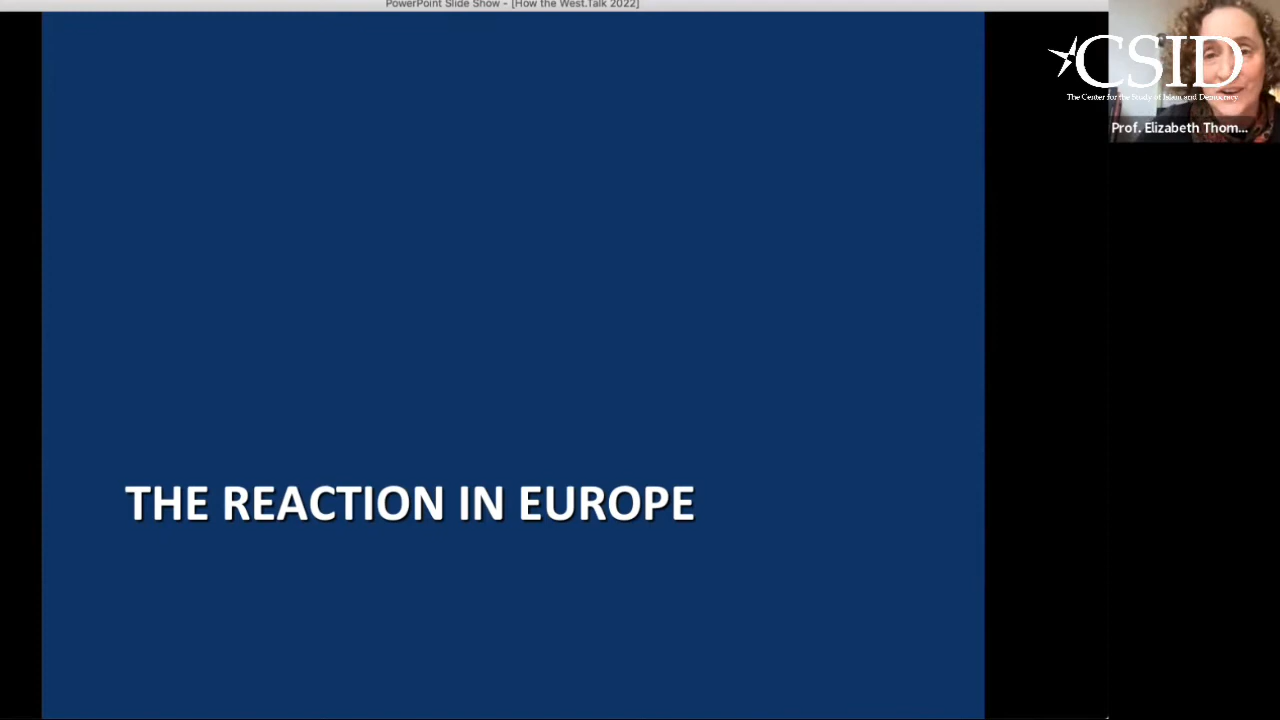 PowerPoint Slide Show - [How the West.Talk 2022]
CSID
The Center for the Study of Islam and Democracy
Prof. Elizabeth Thom...
THE REACTION IN EUROPE